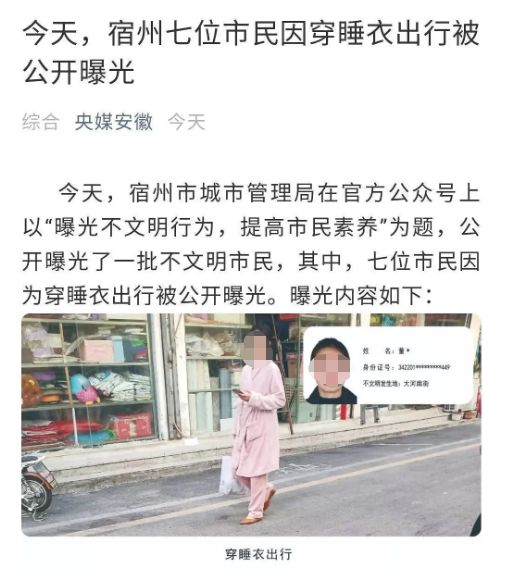 今天，宿州七位市民因穿睡衣出行被
公开曝光
综合 央媒安徽 今天
今天，宿州市城市管理局在官方公众号上
以“曝光不文明行为，提高市民素养”为题，公
开曝光了一批不文明市民，其中，七位市民因
为穿睡衣出行被公开曝光。曝光内容如下：
姓 名：董*
身份证号：342201**********449
不文明发生地：大河南街
穿睡衣出行